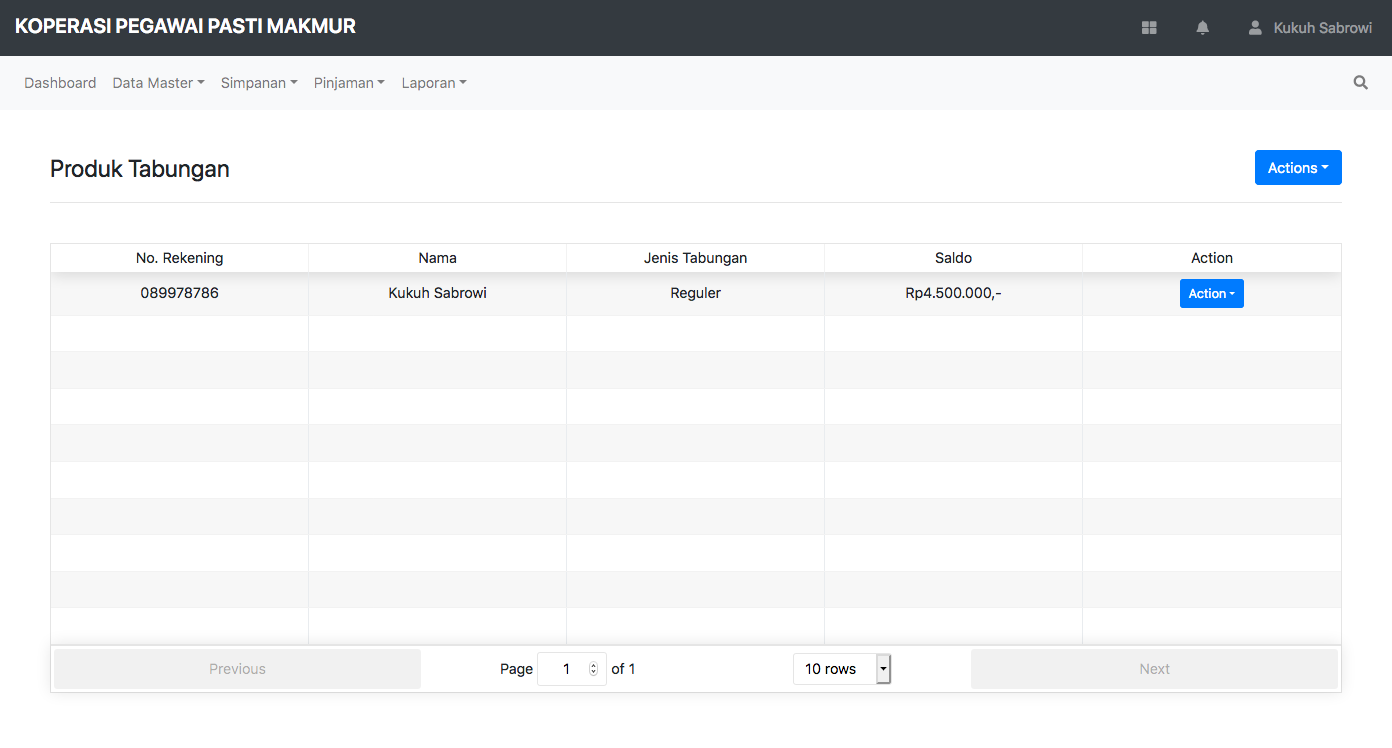 KOPERASI PEGAWAI PASTI MAKMUR
Kukuh Sabrowi
Dashboard Data Master Simpanan Pinjaman Laporan
Produk Tabungan
Actions
No. Rekening Nama Jenis Tabungan Saldo Action
089978786 Kukuh Sabrowi Reguler Rp4.500.000,- Action
Previous Page 1 of 1 10 rows Next